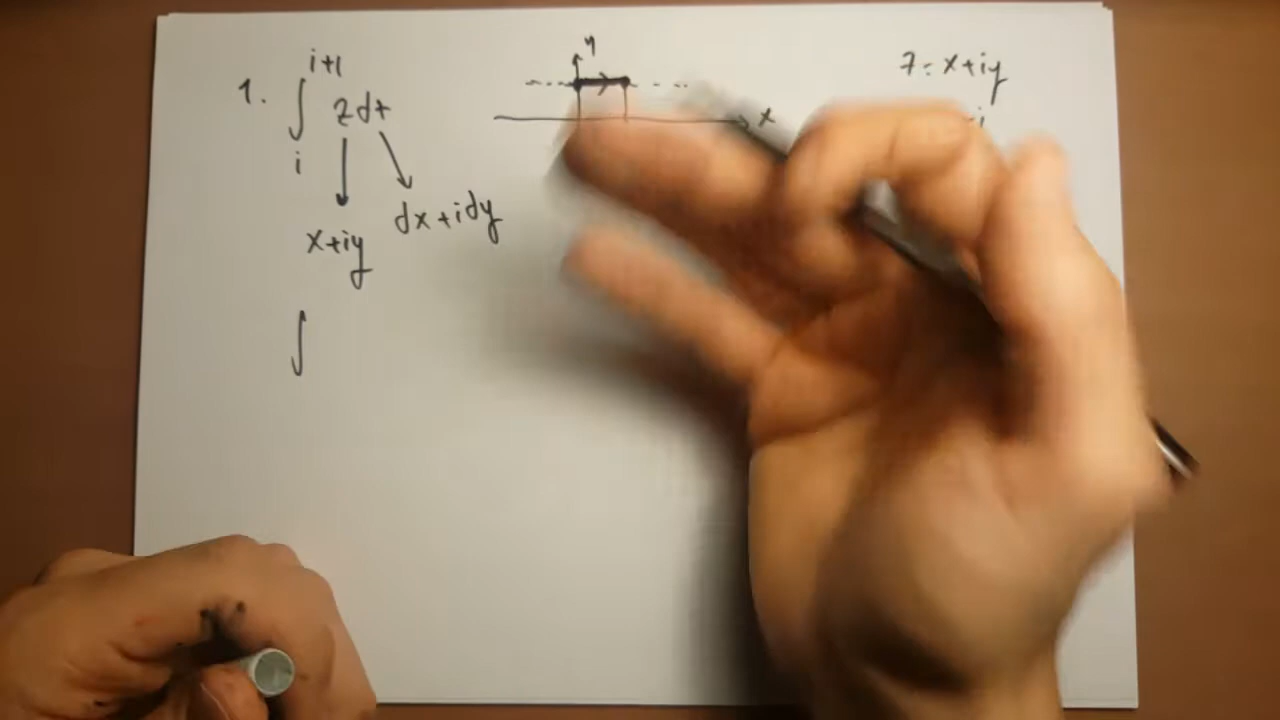 i+1
1. ∫ z dz
i
x+iy
dx+idy
∫
y
x
z = x+iy